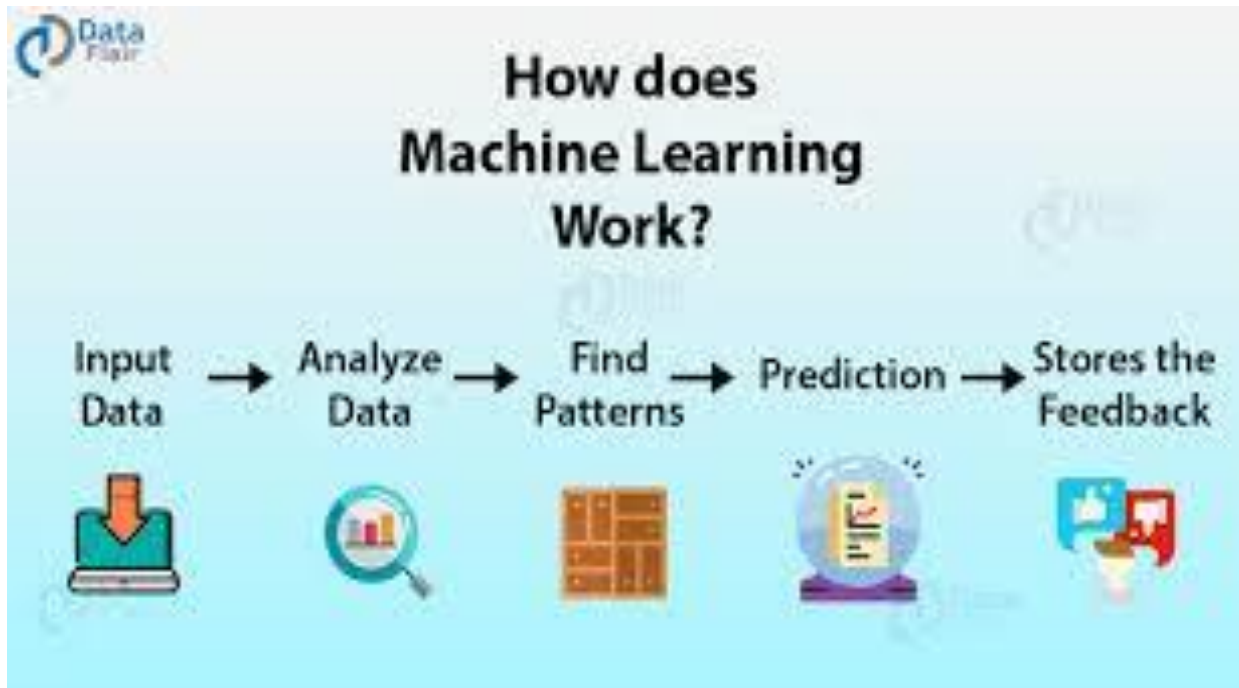 Data
Flair
How does
Machine Learning
Work?
Input
Data
Analyze
Data
Find
Patterns
Prediction
Stores the
Feedback